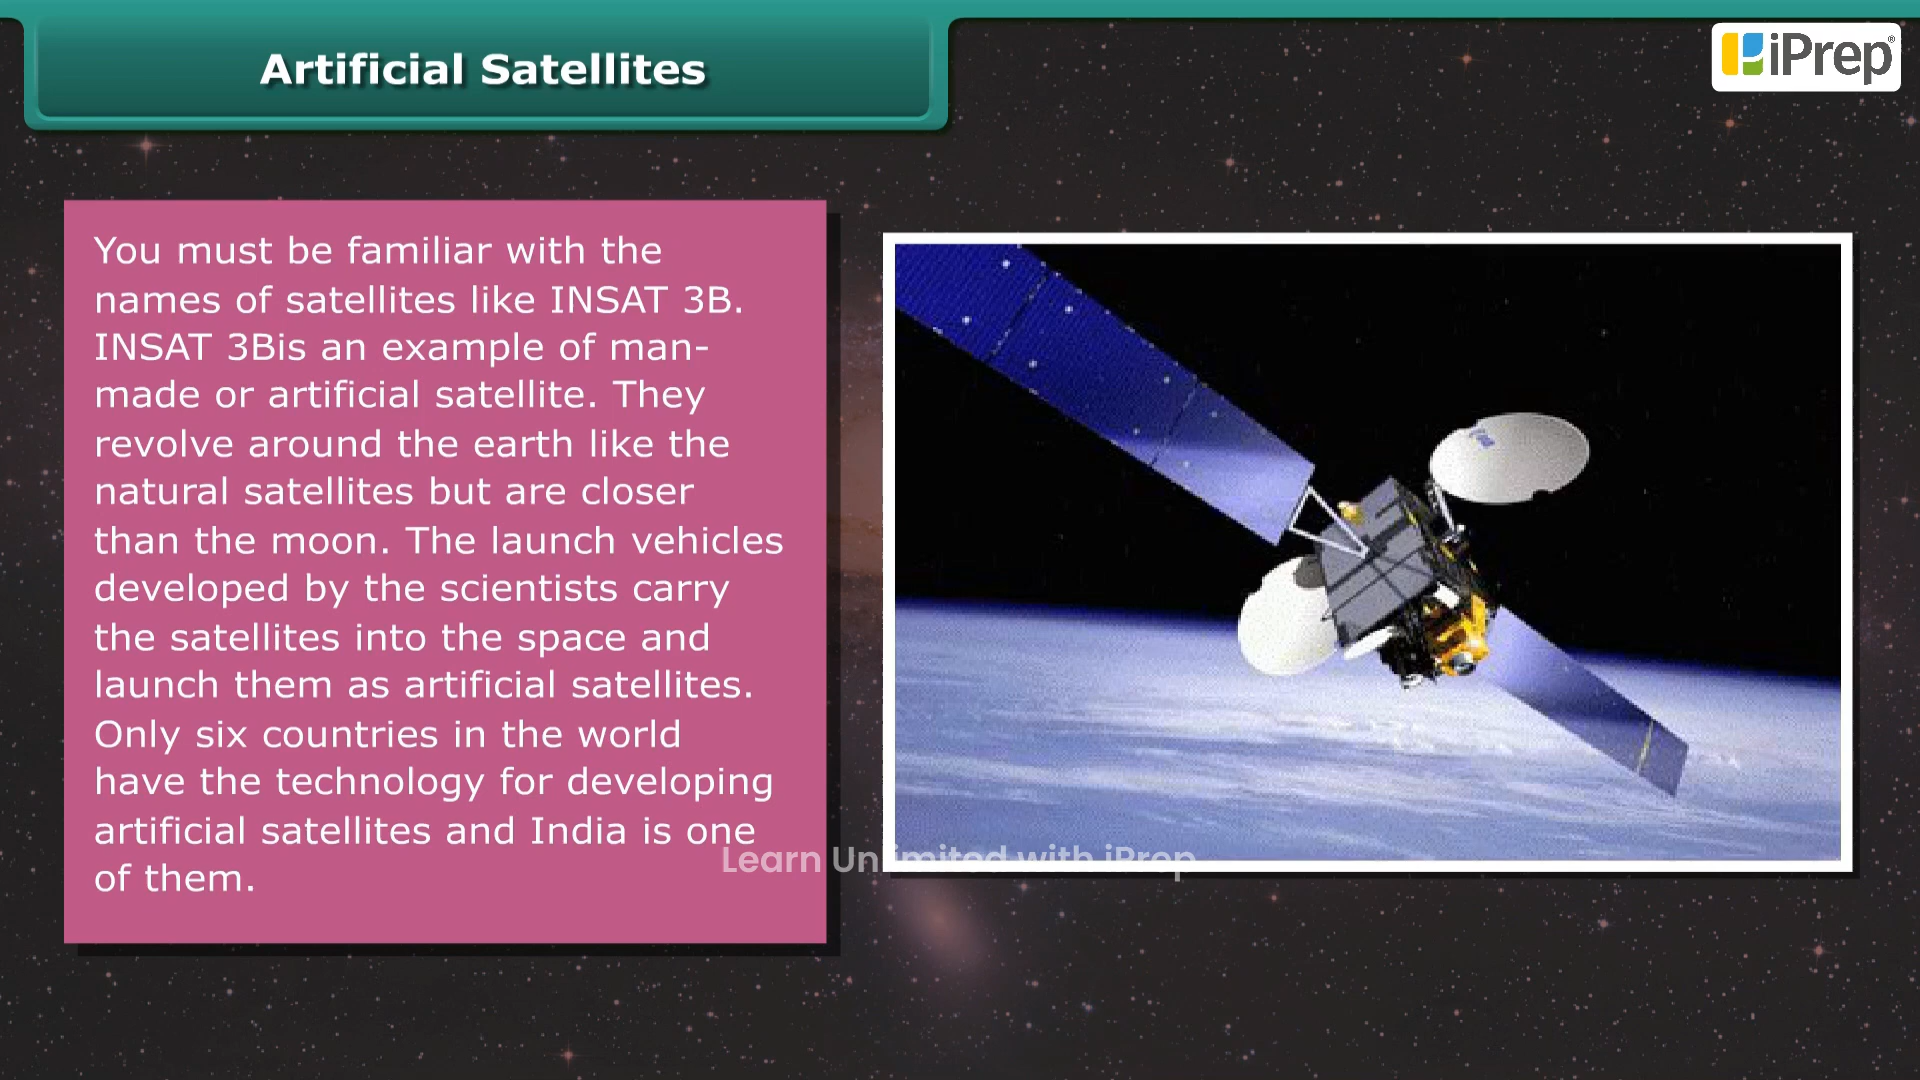 Artificial Satellites
iPrep®
You must be familiar with the
names of satellites like INSAT 3B.
INSAT 3Bis an example of man-
made or artificial satellite. They
revolve around the earth like the
natural satellites but are closer
than the moon. The launch vehicles
developed by the scientists carry
the satellites into the space and
launch them as artificial satellites.
Only six countries in the world
have the technology for developing
artificial satellites and India is one
of them.
Learn Unlimited with iPrep